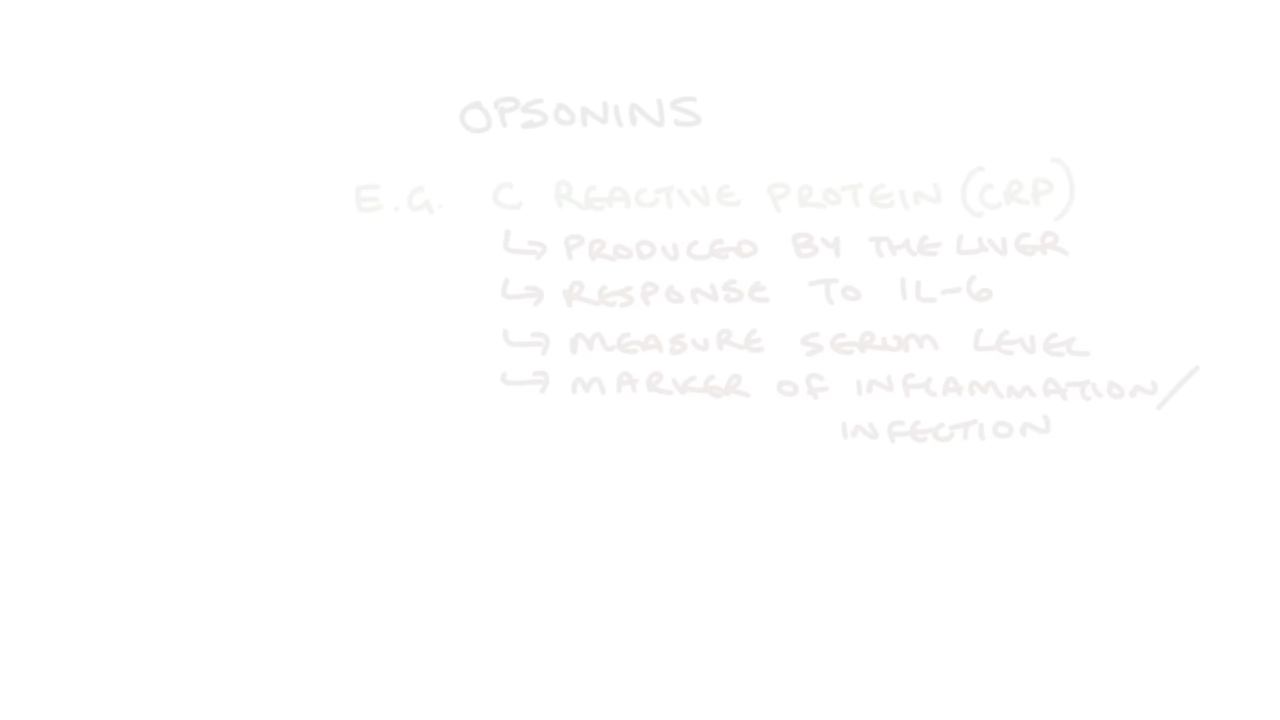 OPSONINS
E.G. C REACTIVE PROTEIN (CRP)
↳ PRODUCED BY THE LIVER
↳ RESPONSE TO IL-6
↳ MEASURE SERUM LEVEL
↳ MARKER OF INFLAMMATION/
INFECTION